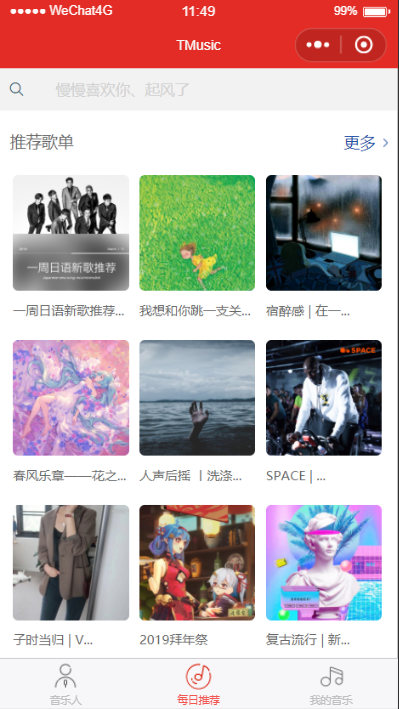 WeChat4G 11:49 99%
TMusic
慢慢喜欢你、起风了
推荐歌单 更多
一周日语新歌推荐
一周日语新歌推荐... 我想和你跳一支关... 宿醉感 | 在一...
SPACE
春风乐章——花之... 人声后摇 丨洗涤... SPACE | ...
子时当归 | V... 2019拜年祭 复古流行 | 新...
音乐人 每日推荐 我的音乐